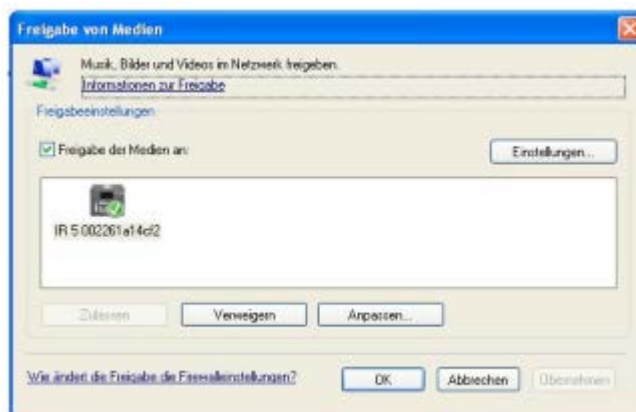 Freigabe von Medien
Musik, Bilder und Videos im Netzwerk freigeben.
Informationen zur Freigabe
Freigabeeinstellungen
Freigabe der Medien an:
Einstellungen...
IR 5:002261a14cf2
Zulassen
Verweigern
Anpassen...
Wie ändert die Freigabe die Firewalleinstellungen?
OK
Abbrechen
Übernehmen